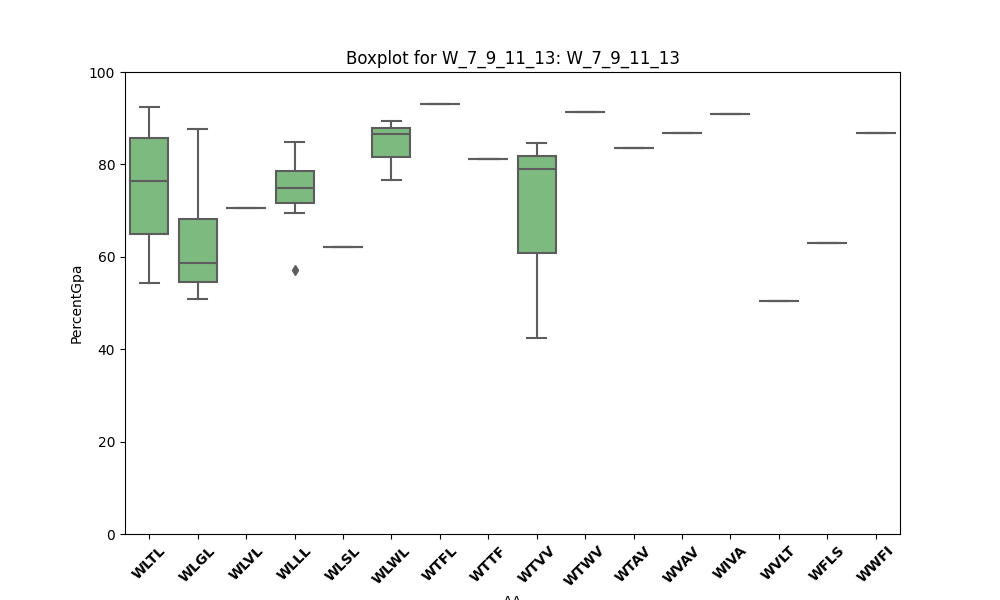 Boxplot for W_7_9_11_13: W_7_9_11_13
PercentGpa
100
80
60
40
20
0
WLTL WLGL WLVL WLLL WLSL WLWL WTFL WTTF WTVV WTWV WTAV WVAV WIVA WVLT WFLS WWFI
AA